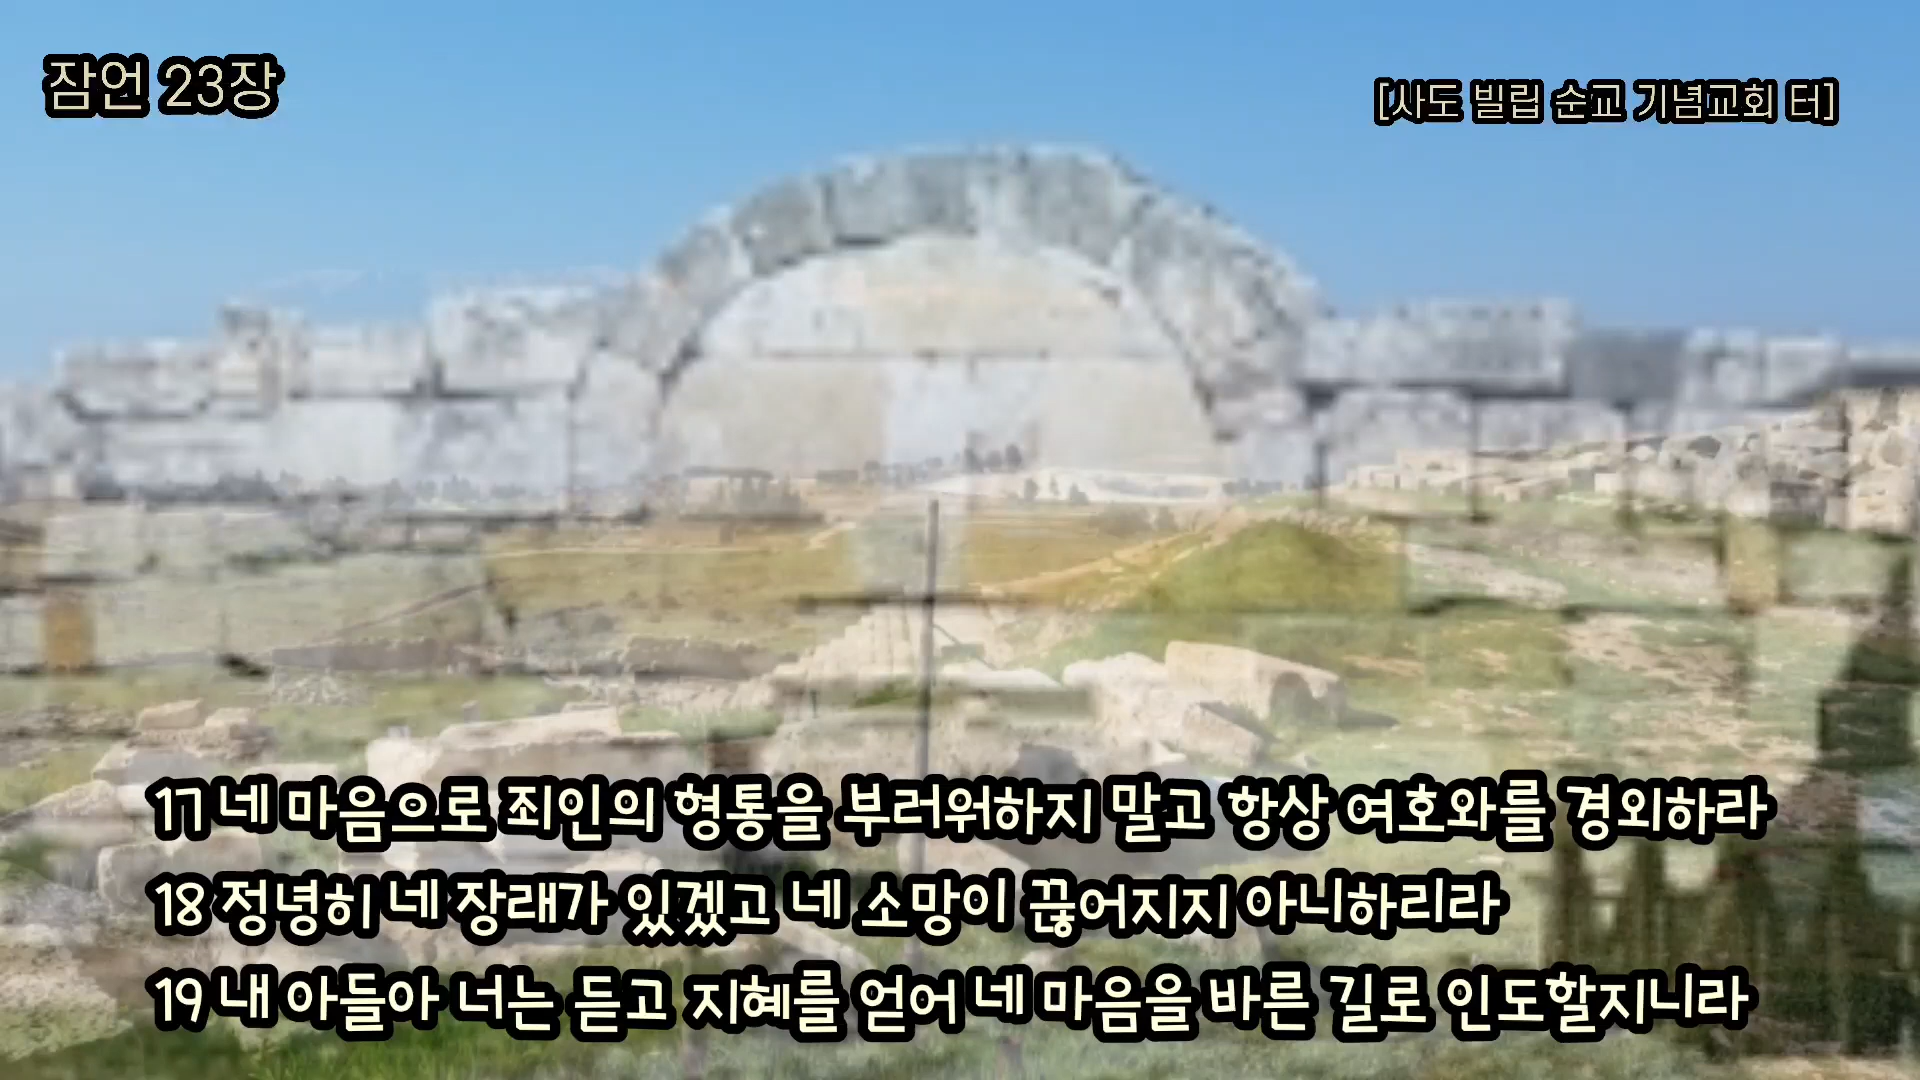 잠언 23장
[사도 빌립 순교 기념교회 터]
17 네 마음으로 죄인의 형통을 부러워하지 말고 항상 여호와를 경외하라
18 정녕히 네 장래가 있겠고 네 소망이 끊어지지 아니하리라
19 내 아들아 너는 듣고 지혜를 얻어 네 마음을 바른 길로 인도할지니라